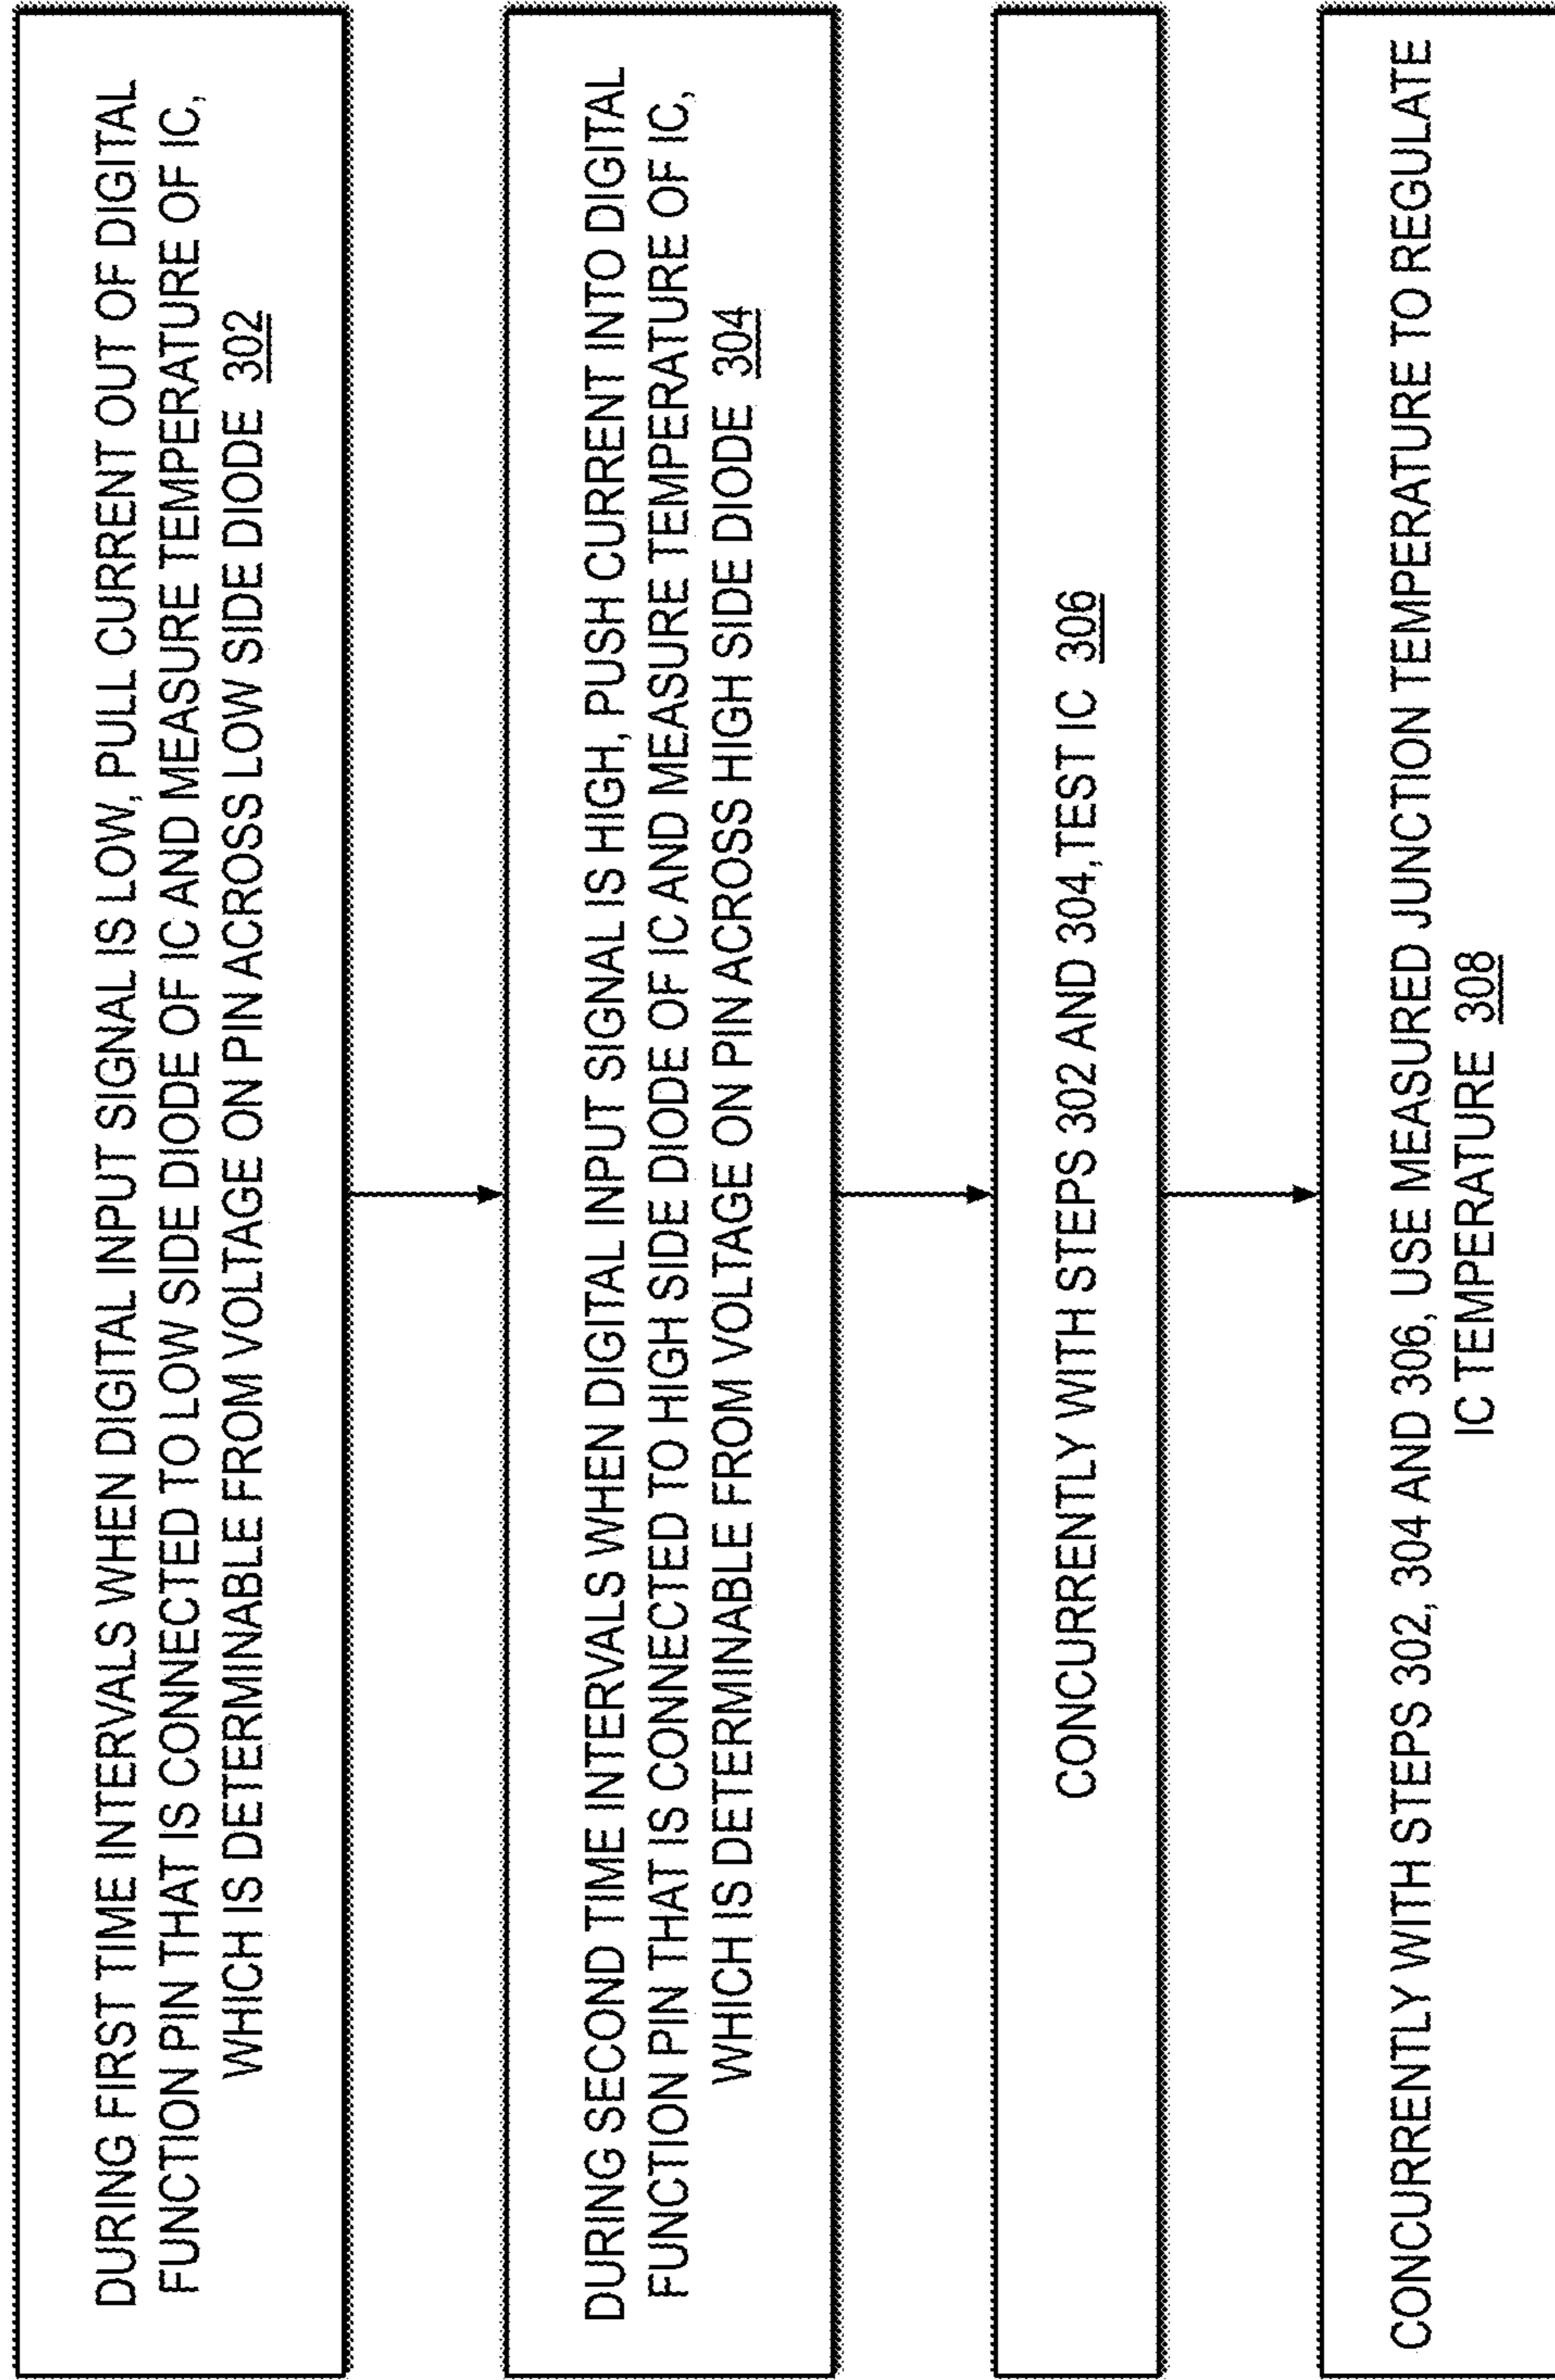 DURING FIRST TIME INTERVALS WHEN DIGITAL INPUT SIGNAL IS LOW, PULL CURRENT OUT OF DIGITAL
FUNCTION PIN THAT IS CONNECTED TO LOW SIDE DIODE OF IC AND MEASURE TEMPERATURE OF IC,
WHICH IS DETERMINABLE FROM VOLTAGE ON PIN ACROSS LOW SIDE DIODE 302
DURING SECOND TIME INTERVALS WHEN DIGITAL INPUT SIGNAL IS HIGH, PUSH CURRENT INTO DIGITAL
FUNCTION PIN THAT IS CONNECTED TO HIGH SIDE DIODE OF IC AND MEASURE TEMPERATURE OF IC,
WHICH IS DETERMINABLE FROM VOLTAGE ON PIN ACROSS HIGH SIDE DIODE 304
CONCURRENTLY WITH STEPS 302 AND 304, TEST IC 306
CONCURRENTLY WITH STEPS 302, 304 AND 306, USE MEASURED JUNCTION TEMPERATURE TO REGULATE
IC TEMPERATURE 308